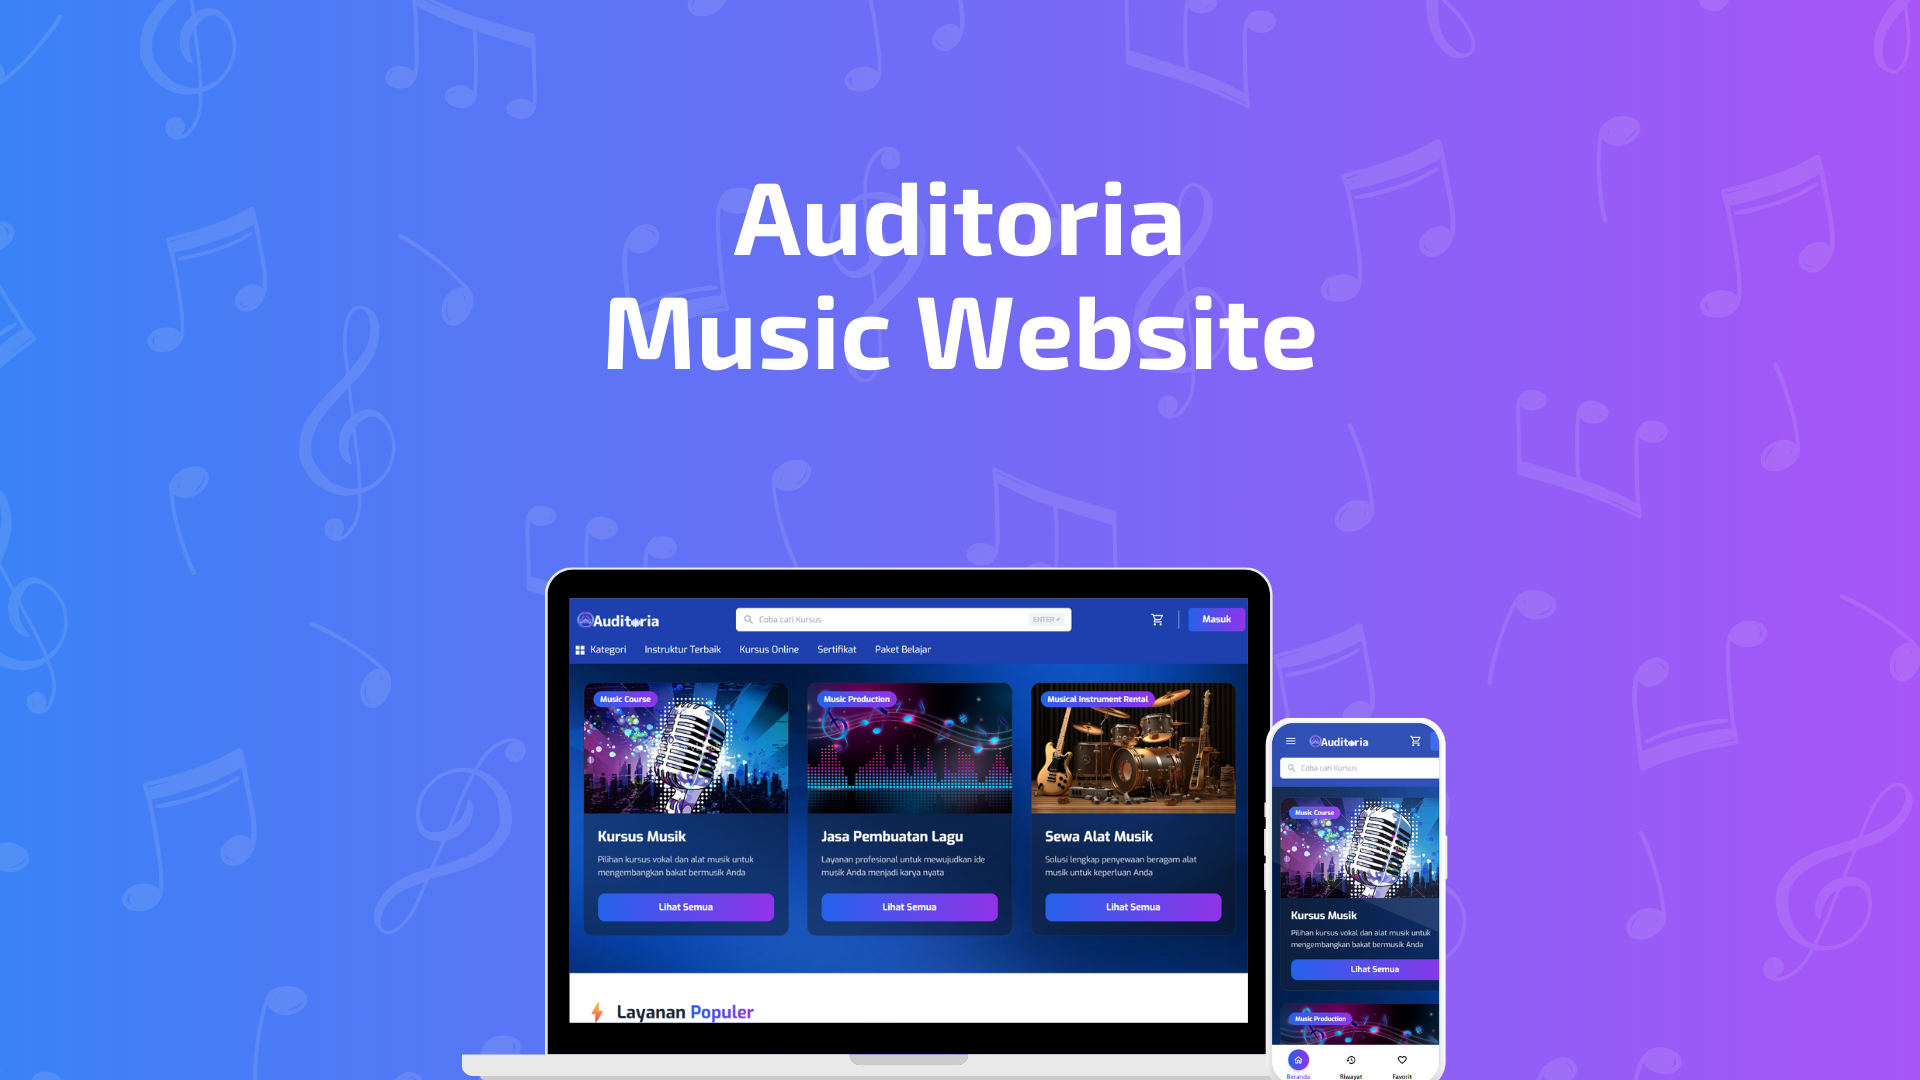 Auditoria
Music Website
Auditoria
Coba cari Kursus
ENTER
Masuk
Kategori
Instruktur Terbaik
Kursus Online
Sertifikat
Paket Belajar
Music Course
Kursus Musik
Pilihan kursus vokal dan alat musik untuk
mengembangkan bakat bermusik Anda
Lihat Semua
Music Production
Jasa Pembuatan Lagu
Layanan profesional untuk mewujudkan ide
musik Anda menjadi karya nyata
Lihat Semua
Musical Instrument Rental
Sewa Alat Musik
Solusi lengkap penyewaan beragam alat
musik untuk keperluan Anda
Lihat Semua
Layanan Populer
Auditoria
Coba cari Kursus
Music Course
Kursus Musik
Pilihan kursus vokal dan alat musik untuk
mengembangkan bakat bermusik Anda
Lihat Semua
Music Production
Beranda
Riwayat
Favorit